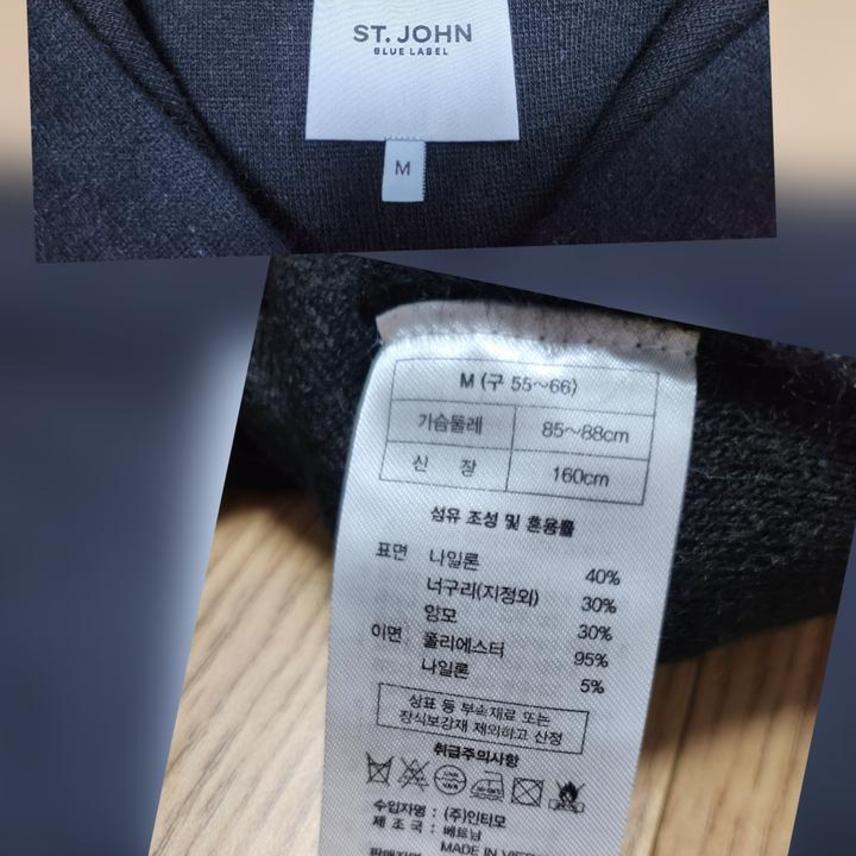 ST. JOHN
BLUE LABEL
M
M (구 55~66)
가슴둘레 85~88cm
신 장 160cm
섬유 조성 및 혼용률
표면 나일론 40%
너구리(지정외) 30%
양모 30%
이면 폴리에스터 95%
나일론 5%
상표 등 부속재료 또는
장식보강재 제외하고 산정
취급주의사항
수입자명 : (주)인티모
제 조 국 : 베트남
MADE IN